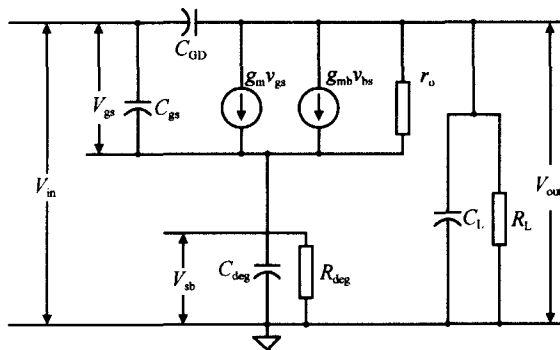 C_GD
g_m v_gs
g_mb v_bs
r_o
V_gs
C_gs
V_in
V_out
C_L
R_L
V_sb
C_deg
R_deg